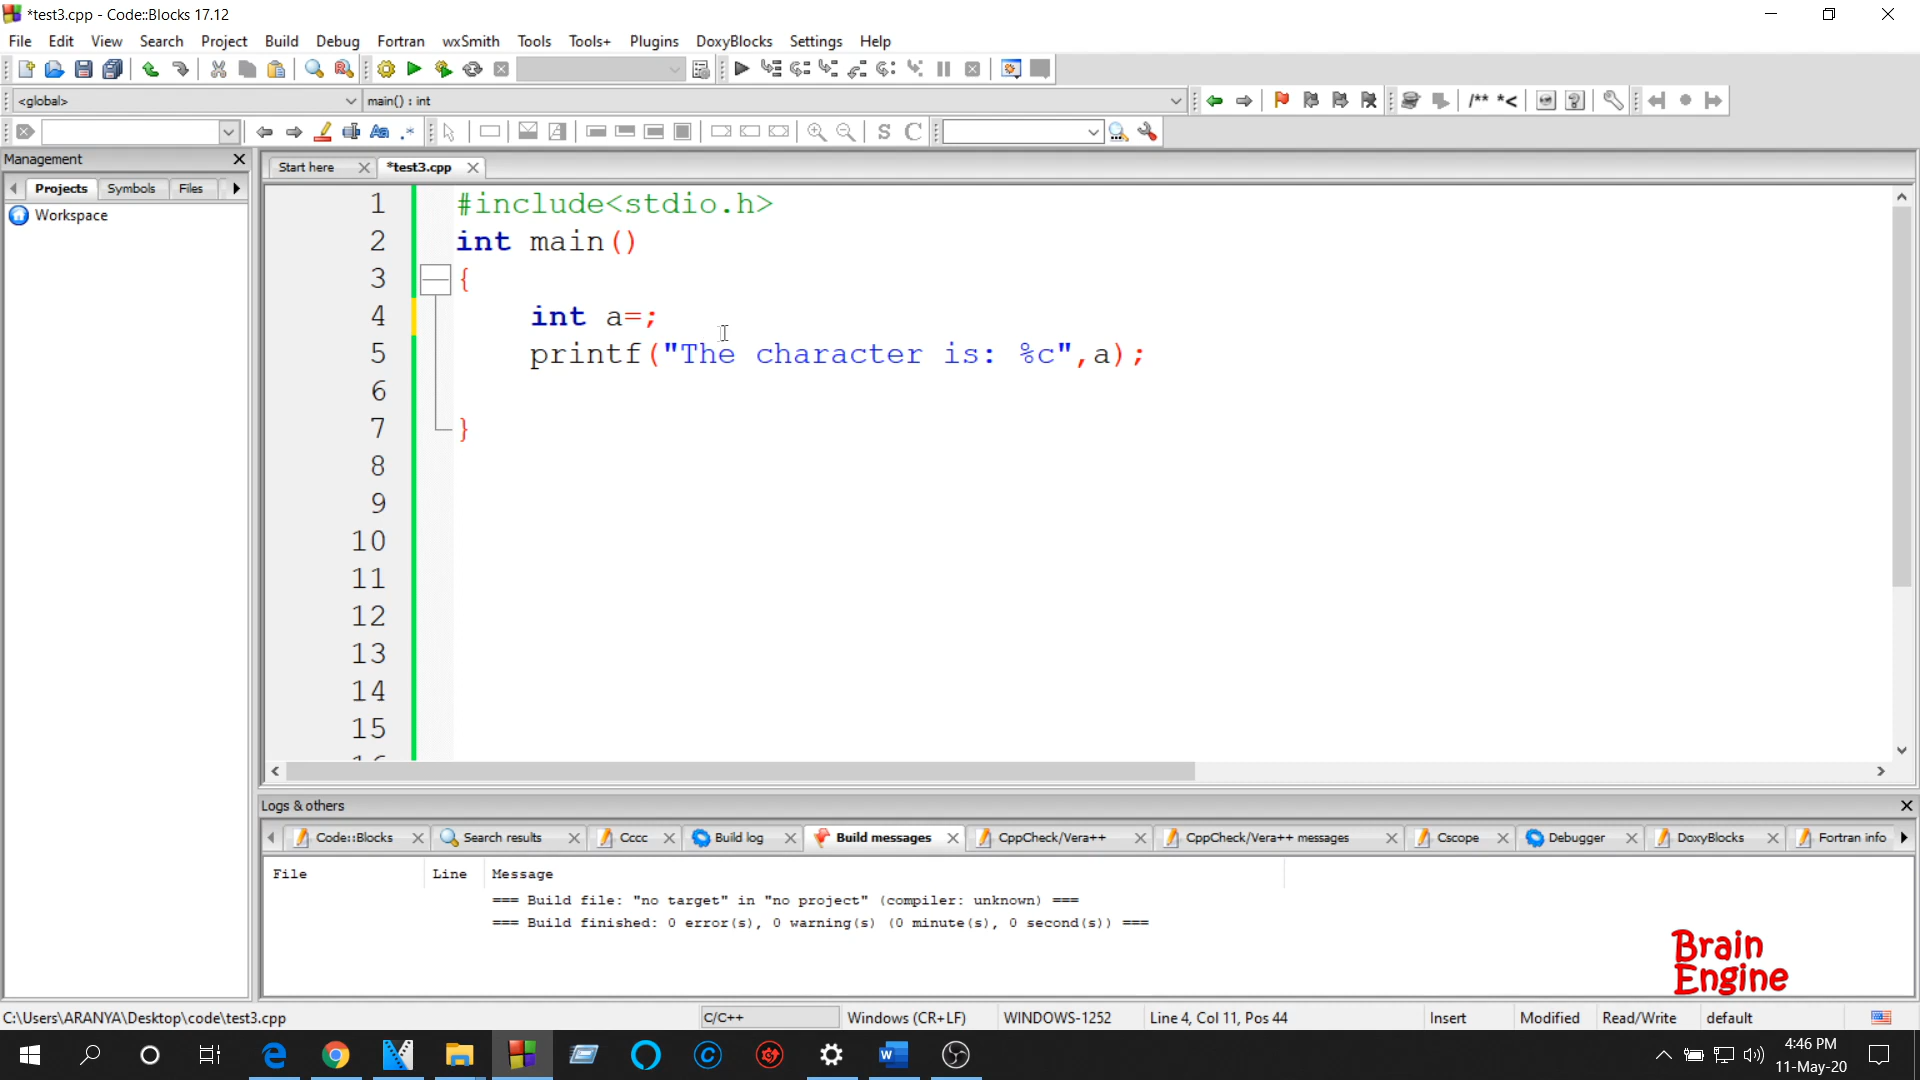 *test3.cpp - Code::Blocks 17.12
File Edit View Search Project Build Debug Fortran wxSmith Tools Tools+ Plugins DoxyBlocks Settings Help
<global> main() : int /** *<
Aa .* S C
Management
Start here *test3.cpp
Projects Symbols Files
Workspace
1 #include<stdio.h>
2 int main()
3 {
4 int a=;
5 printf("The character is: %c",a);
6
7 }
8
9
10
11
12
13
14
15
16
Logs & others
Code::Blocks Search results Cccc Build log Build messages CppCheck/Vera++ CppCheck/Vera++ messages Cscope Debugger DoxyBlocks Fortran info
File Line Message
=== Build file: "no target" in "no project" (compiler: unknown) ===
=== Build finished: 0 error(s), 0 warning(s) (0 minute(s), 0 second(s)) ===
Brain
Engine
C:\Users\ARANYA\Desktop\code\test3.cpp C/C++ Windows (CR+LF) WINDOWS-1252 Line 4, Col 11, Pos 44 Insert Modified Read/Write default
4:46 PM
11-May-20